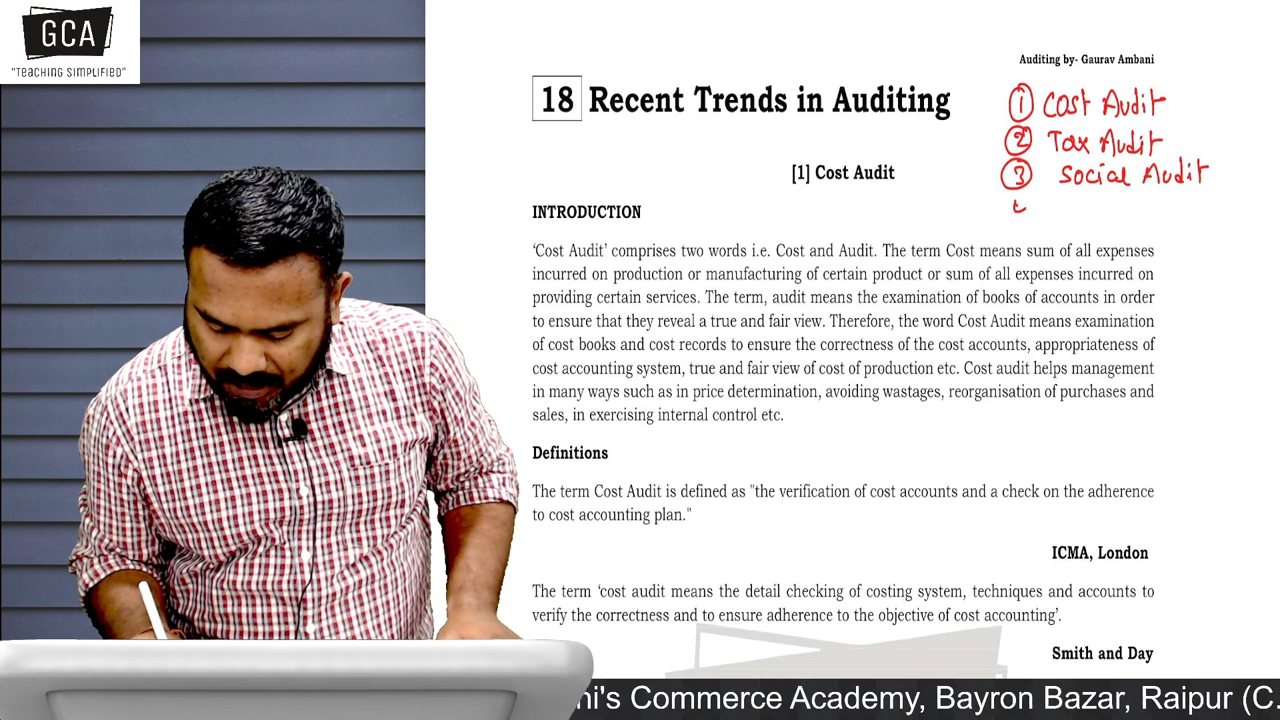 GCA
"TEACHING SIMPLIFIED"
Auditing by- Gaurav Ambani
18 Recent Trends in Auditing
1 Cost Audit
2 Tax Audit
3 Social Audit
[1] Cost Audit
INTRODUCTION
‘Cost Audit’ comprises two words i.e. Cost and Audit. The term Cost means sum of all expenses
incurred on production or manufacturing of certain product or sum of all expenses incurred on
providing certain services. The term, audit means the examination of books of accounts in order
to ensure that they reveal a true and fair view. Therefore, the word Cost Audit means examination
of cost books and cost records to ensure the correctness of the cost accounts, appropriateness of
cost accounting system, true and fair view of cost of production etc. Cost audit helps management
in many ways such as in price determination, avoiding wastages, reorganisation of purchases and
sales, in exercising internal control etc.
Definitions
The term Cost Audit is defined as "the verification of cost accounts and a check on the adherence
to cost accounting plan."
ICMA, London
The term ‘cost audit means the detail checking of costing system, techniques and accounts to
verify the correctness and to ensure adherence to the objective of cost accounting’.
Smith and Day
Commerce Academy, Bayron Bazar, Raipur (C.